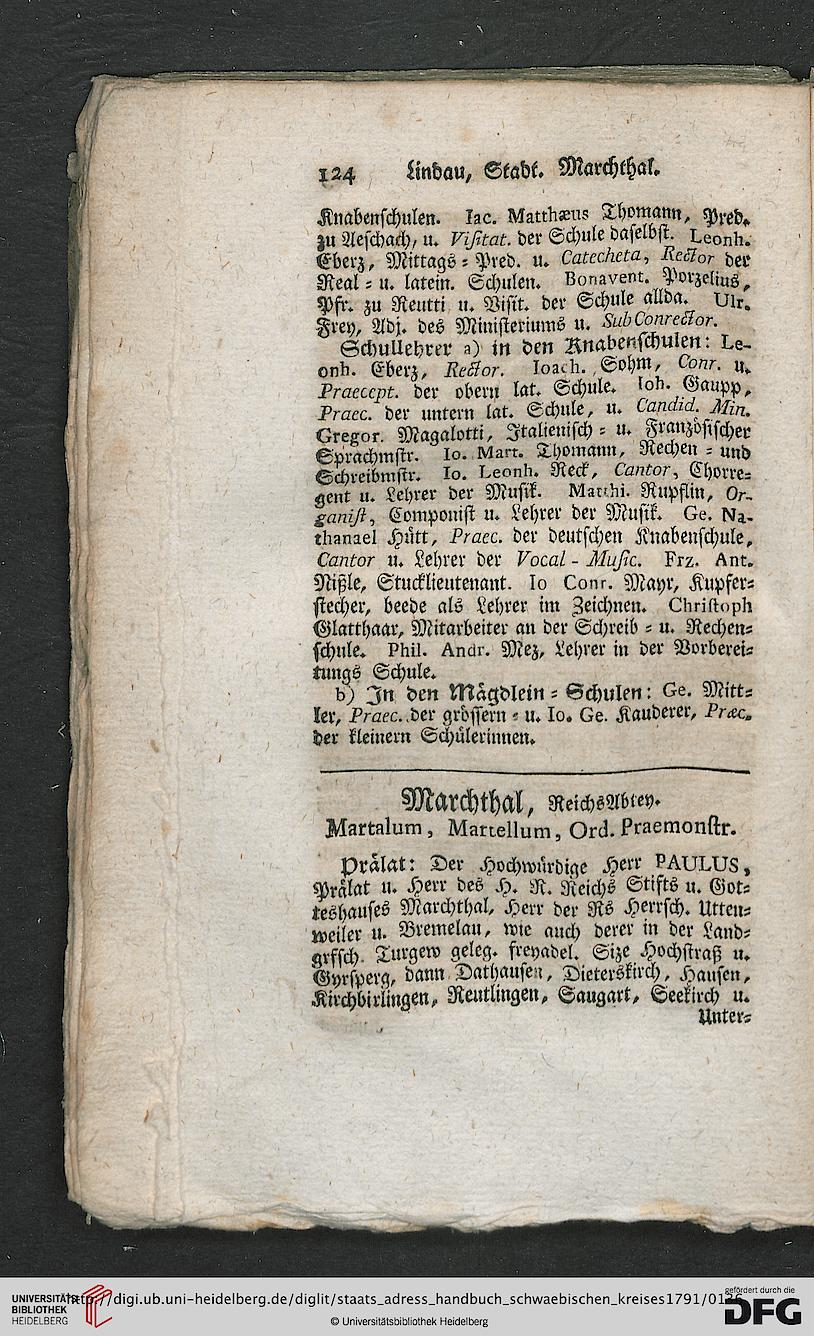 124 Lindau, Stadt. Marchthal.
Knabenschulen. Iac. Matthæus Thomann, Pred.
zu Aeschach, u. Visitat. der Schule daselbst. Leonh.
Eberz, Mittags- Pred. u. Catecheta, Rector der
Real- u. latein. Schulen. Bonavent. Porzelius,
Pfr. zu Reutti u. Visit. der Schule allda. Ulr.
Frey, Adj. des Ministeriums u. SubConrector.
Schullehrer a) in den Knabenschulen: Le-
onh. Eberz, Rector. Ioach. Sohm, Conr. u.
Praecept. der obern lat. Schule. Ioh. Gaupp,
Praec. der untern lat. Schule, u. Candid. Min.
Gregor. Magalotti, Italienisch- u. Französischer
Sprachmstr. Io. Mart. Thomann, Rechen- und
Schreibmstr. Io. Leonh. Reck, Cantor, Chorre-
gent u. Lehrer der Musik. Matthi. Rupflin, Or-
ganist, Componist u. Lehrer der Musik. Ge. Na-
thanael Hütt, Praec. der deutschen Knabenschule,
Cantor u. Lehrer der Vocal- Music. Frz. Ant.
Nißle, Stucklieutenant. Io Conr. Mayr, Kupfer-
stecher, beede als Lehrer im Zeichnen. Christoph
Glatthaar, Mitarbeiter an der Schreib- u. Rechen-
schule. Phil. Andr. Mez, Lehrer in der Vorberei-
tungs Schule.
b) In den Mägdlein- Schulen: Ge. Mitt-
ler, Praec. der grössern- u. Io. Ge. Kauderer, Præc.
der kleinern Schülerinnen.
Marchthal, ReichsAbtey.
Martalum, Martellum, Ord. Praemonstr.
Prälat: Der Hochwürdige Herr PAULUS,
Prälat u. Herr des H. R. Reichs Stifts u. Got-
teshauses Marchthal, Herr der Rs Herrsch. Utten-
weiler u. Bremelau, wie auch derer in der Land-
grfsch. Turgew geleg. freyadel. Size Hochstraß u.
Gyrsperg, dann Dathausen, Dieterskirch, Hausen,
Kirchbirlingen, Reutlingen, Saugart, Seekirch u.
Unter-
UNIVERSITÄTS-
BIBLIOTHEK
HEIDELBERG
http://digi.ub.uni-heidelberg.de/diglit/staats_adress_handbuch_schwaebischen_kreises1791/0136
© Universitätsbibliothek Heidelberg
gefördert durch die
DFG